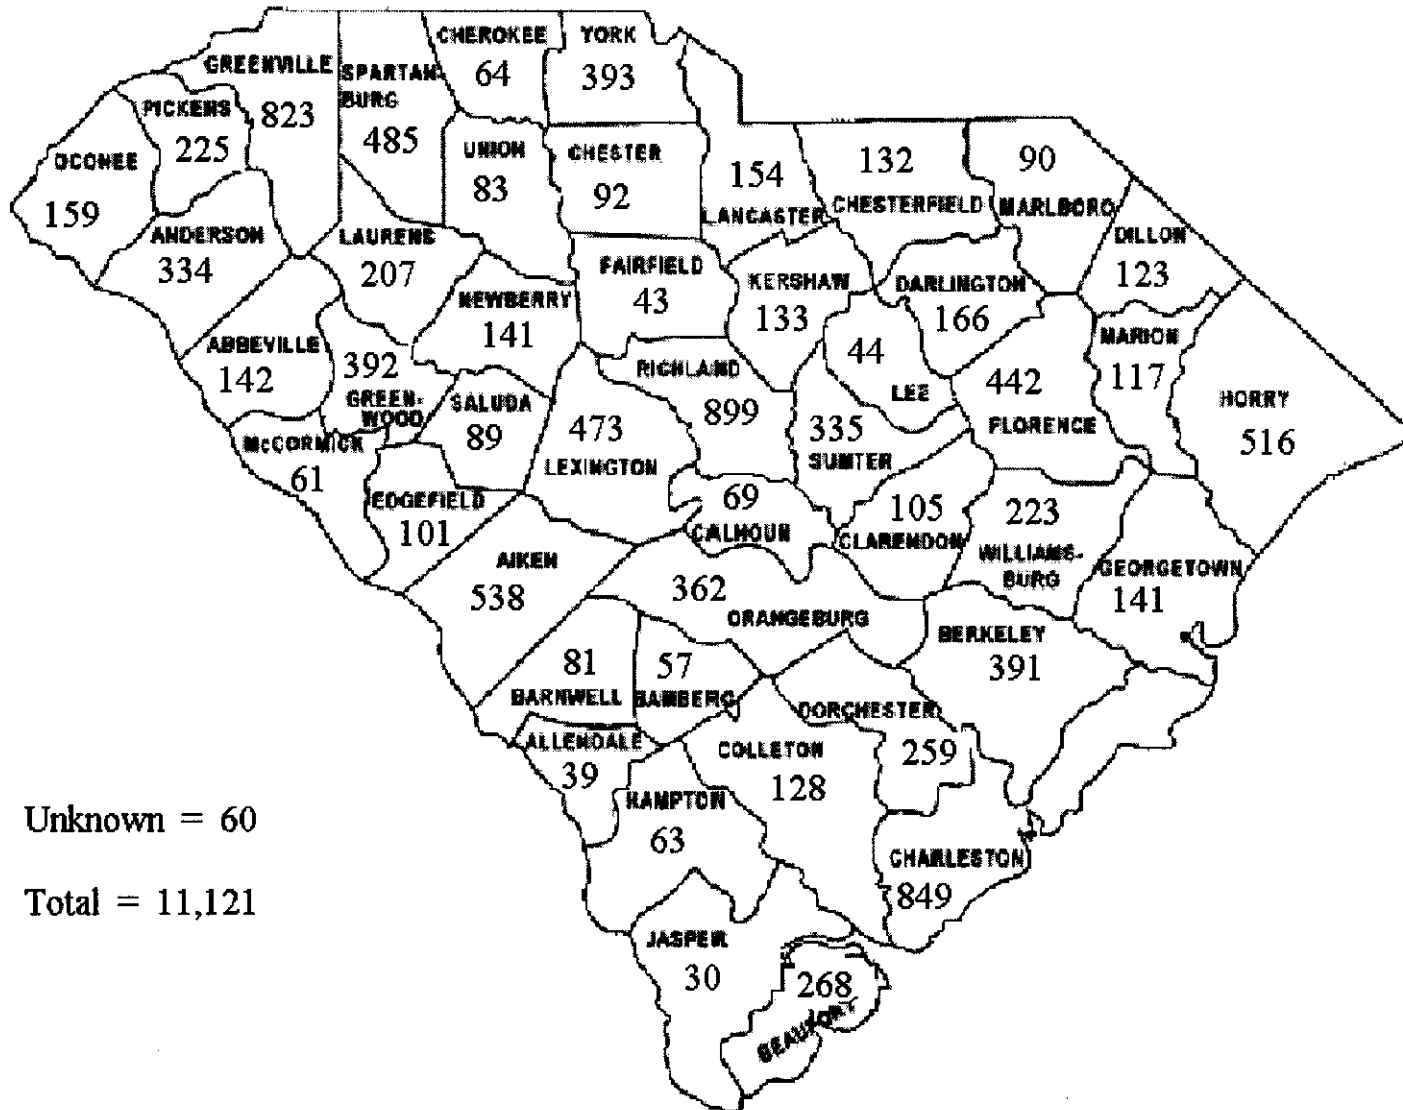 CHEROKEE
64
YORK
393
GREENVILLE
823
SPARTAN-
BURG
485
PICKENS
225
OCONEE
159
UNION
83
CHESTER
92
154
LANCASTER
132
CHESTERFIELD
90
MARLBORO
ANDERSON
334
LAURENS
207
DILLON
123
FAIRFIELD
43
KERSHAW
133
DARLINGTON
166
NEWBERRY
141
ABBEVILLE
142
392
GREEN-
WOOD
RICHLAND
899
44
LEE
442
FLORENCE
MARION
117
HORRY
516
SALUDA
89
473
LEXINGTON
335
SUMTER
McCORMICK
61
EDGEFIELD
101
69
CALHOUN
105
CLARENDON
223
WILLIAMS-
BURG
GEORGETOWN
141
AIKEN
538
362
ORANGEBURG
BERKELEY
391
81
BARNWELL
57
BAMBERG
DORCHESTER
259
ALLENDALE
39
COLLETON
128
HAMPTON
63
Unknown = 60
CHARLESTON
849
Total = 11,121
JASPER
30
268
BEAUFORT